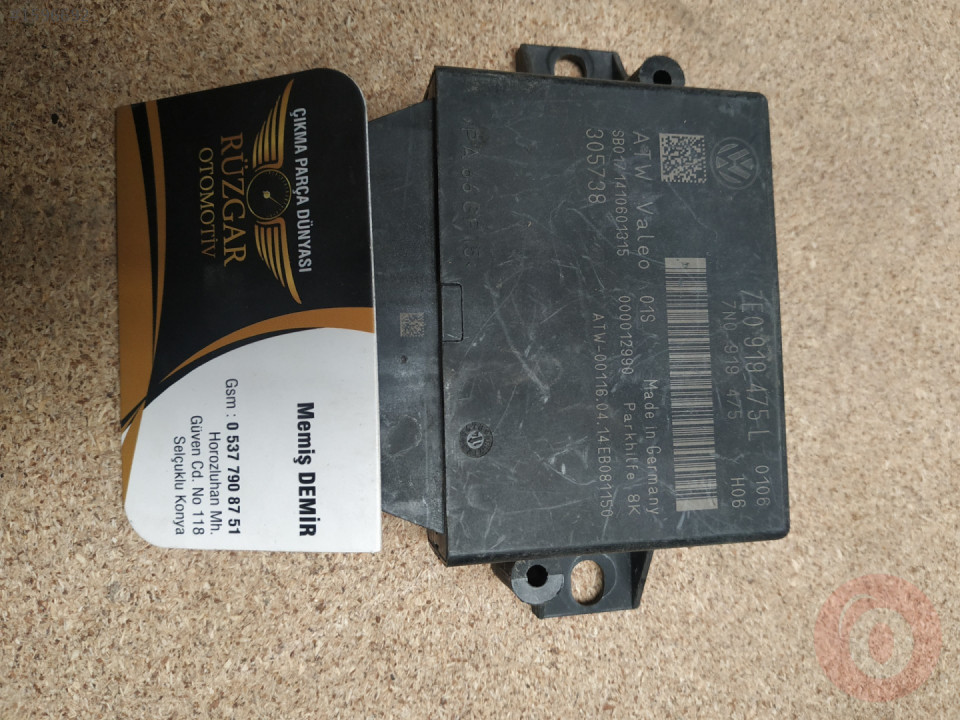 ÇIKMA PARÇA DÜNYASI
RÜZGAR
OTOMOTİV
Memiş DEMİR
Gsm : 0 537 790 87 51
Horozluhan Mh.
Güven Cd. No 118
Selçuklu Konya
7E0 919 475 L 0106
7N0 919 475 H06
ATW Valeo 01S Made in Germany
SB0171410601315 000012990 Parkhilfe 8K
305738 ATW-00116.04.14EB081150